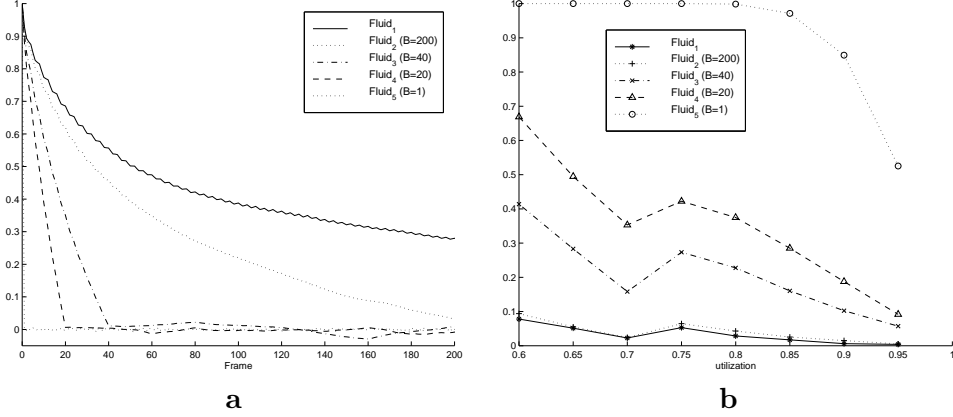 1
0.9
0.8
0.7
0.6
0.5
0.4
0.3
0.2
0.1
0
0 20 40 60 80 100 120 140 160 180 200
Frame
Fluid1
Fluid2 (B=200)
Fluid3 (B=40)
Fluid4 (B=20)
Fluid5 (B=1)
a
1
0.9
0.8
0.7
0.6
0.5
0.4
0.3
0.2
0.1
0
0.6 0.65 0.7 0.75 0.8 0.85 0.9 0.95 1
utilization
Fluid1
Fluid2 (B=200)
Fluid3 (B=40)
Fluid4 (B=20)
Fluid5 (B=1)
b